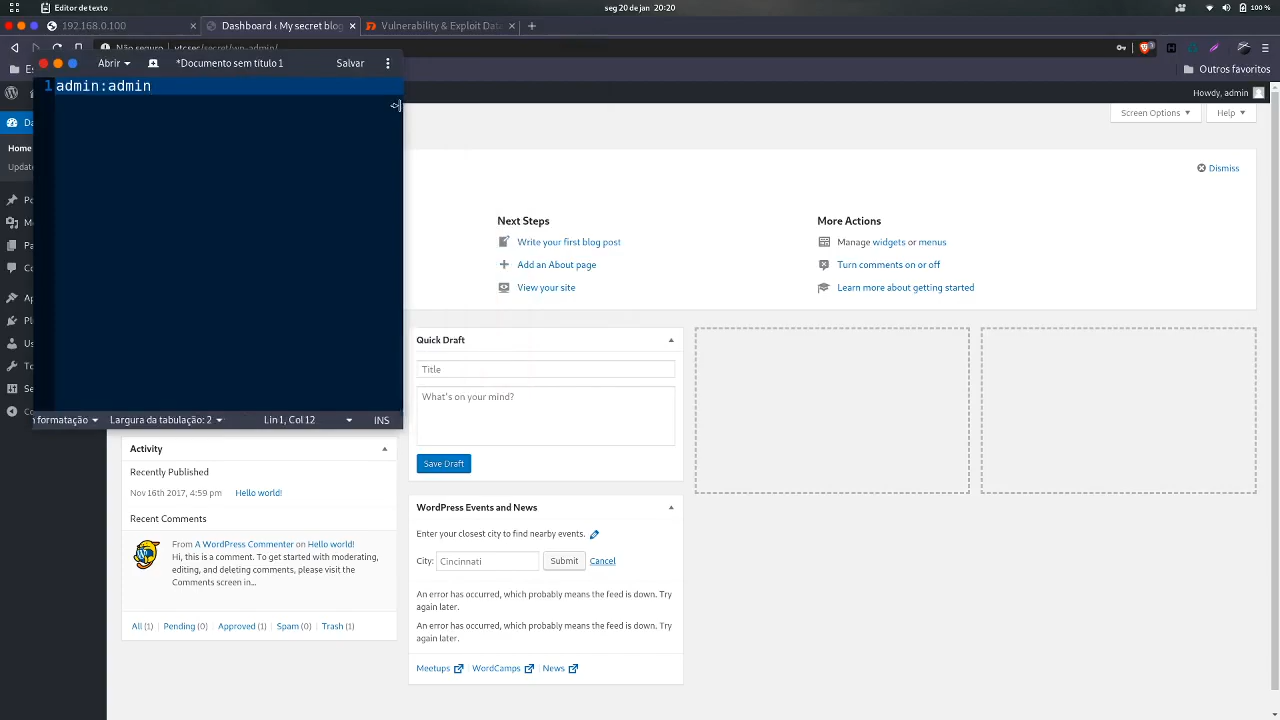 Editor de texto
seg 20 de jan 20:20
100 %
192.168.0.100
Dashboard ‹ My secret blog
Vulnerability & Exploit Dat
Não seguro
vtcsec/secret/wp-admin/
Outros favoritos
Abrir
*Documento sem título 1
Salvar
1 admin:admin
formatação
Largura da tabulação: 2
Lin 1, Col 12
INS
Howdy, admin
Home
Screen Options
Help
Dismiss
Next Steps
Write your first blog post
Add an About page
View your site
More Actions
Manage widgets or menus
Turn comments on or off
Learn more about getting started
Quick Draft
Title
What's on your mind?
Save Draft
Activity
Recently Published
Nov 16th 2017, 4:59 pm
Hello world!
Recent Comments
From A WordPress Commenter on Hello world!
Hi, this is a comment. To get started with moderating,
editing, and deleting comments, please visit the
Comments screen in...
All (1)
Pending (0)
Approved (1)
Spam (0)
Trash (1)
WordPress Events and News
Enter your closest city to find nearby events.
City:
Cincinnati
Submit
Cancel
An error has occurred, which probably means the feed is down. Try
again later.
An error has occurred, which probably means the feed is down. Try
again later.
Meetups
WordCamps
News